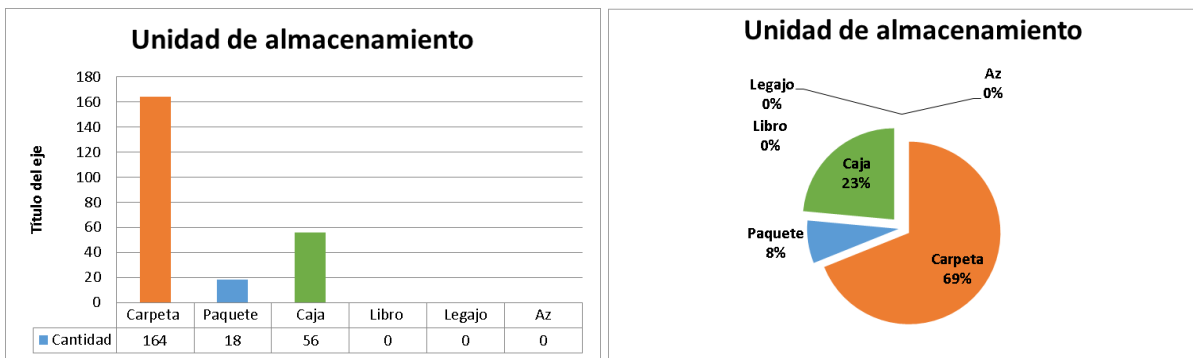 Unidad de almacenamiento
Título del eje
180
160
140
120
100
80
60
40
20
0
Carpeta Paquete Caja Libro Legajo Az
Cantidad 164 18 56 0 0 0
Unidad de almacenamiento
Legajo
0%
Az
0%
Libro
0%
Caja
23%
Paquete
8%
Carpeta
69%